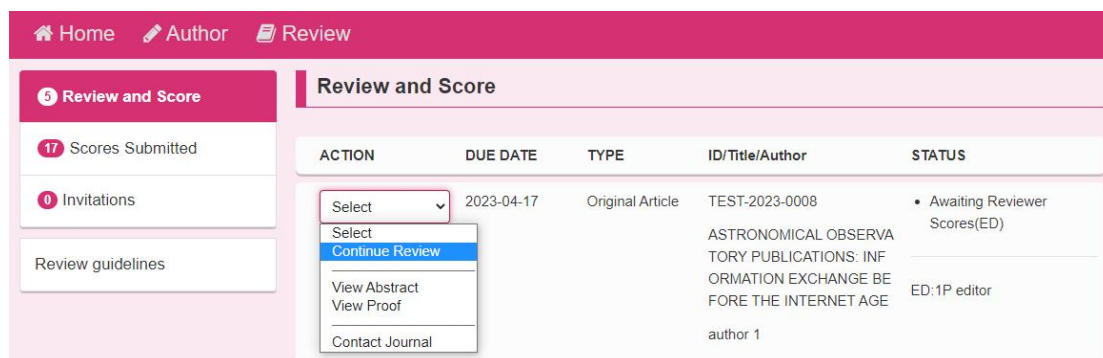 Home Author Review
5 Review and Score
17 Scores Submitted
0 Invitations
Review guidelines
Review and Score
ACTION DUE DATE TYPE ID/Title/Author STATUS
Select 2023-04-17 Original Article TEST-2023-0008
Select
Continue Review
View Abstract
View Proof
Contact Journal
ASTRONOMICAL OBSERVA
TORY PUBLICATIONS: INF
ORMATION EXCHANGE BE
FORE THE INTERNET AGE
author 1
• Awaiting Reviewer
Scores(ED)
ED:1P editor